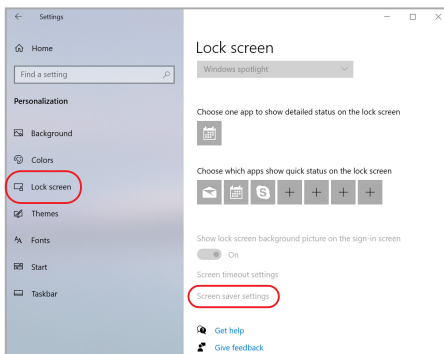 Settings
Home
Lock screen
Windows spotlight
Find a setting
Personalization
Choose one app to show detailed status on the lock screen
Background
Colors
Choose which apps show quick status on the lock screen
Lock screen
Themes
Fonts
Show lock screen background picture on the sign-in screen
On
Start
Screen timeout settings
Taskbar
Screen saver settings
Get help
Give feedback